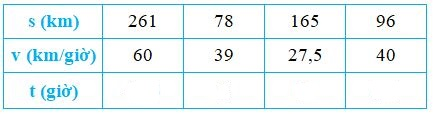 s (km) 261 78 165 96
v (km/giờ) 60 39 27,5 40
t (giờ)